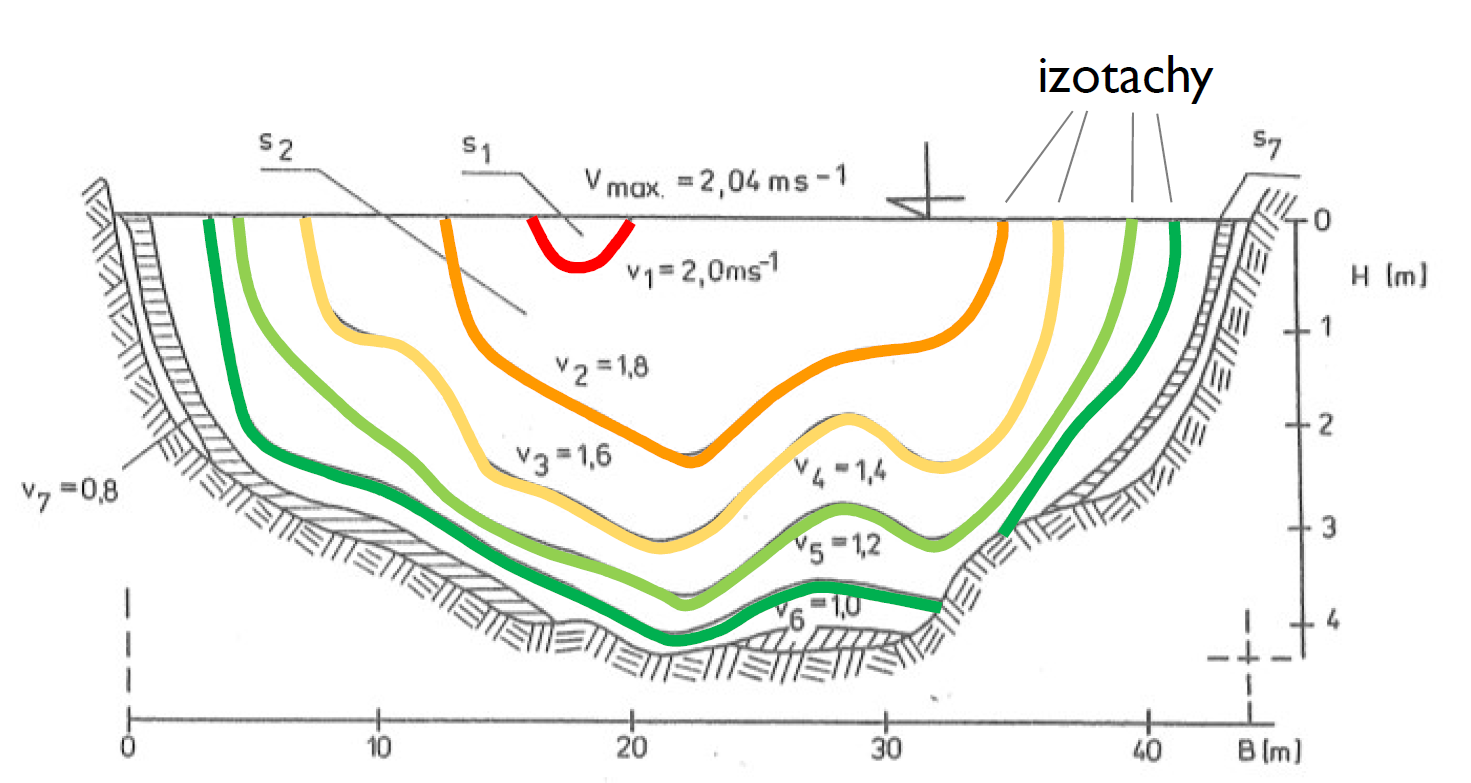 izotachy
s2
s1
Vmax. = 2,04 ms-1
s7
0
v1 = 2,0ms-1
H [m]
1
v2 = 1,8
2
v3 = 1,6
v4 = 1,4
v7 = 0,8
3
v5 = 1,2
v6 = 1,0
4
0
10
20
30
40
B [m]